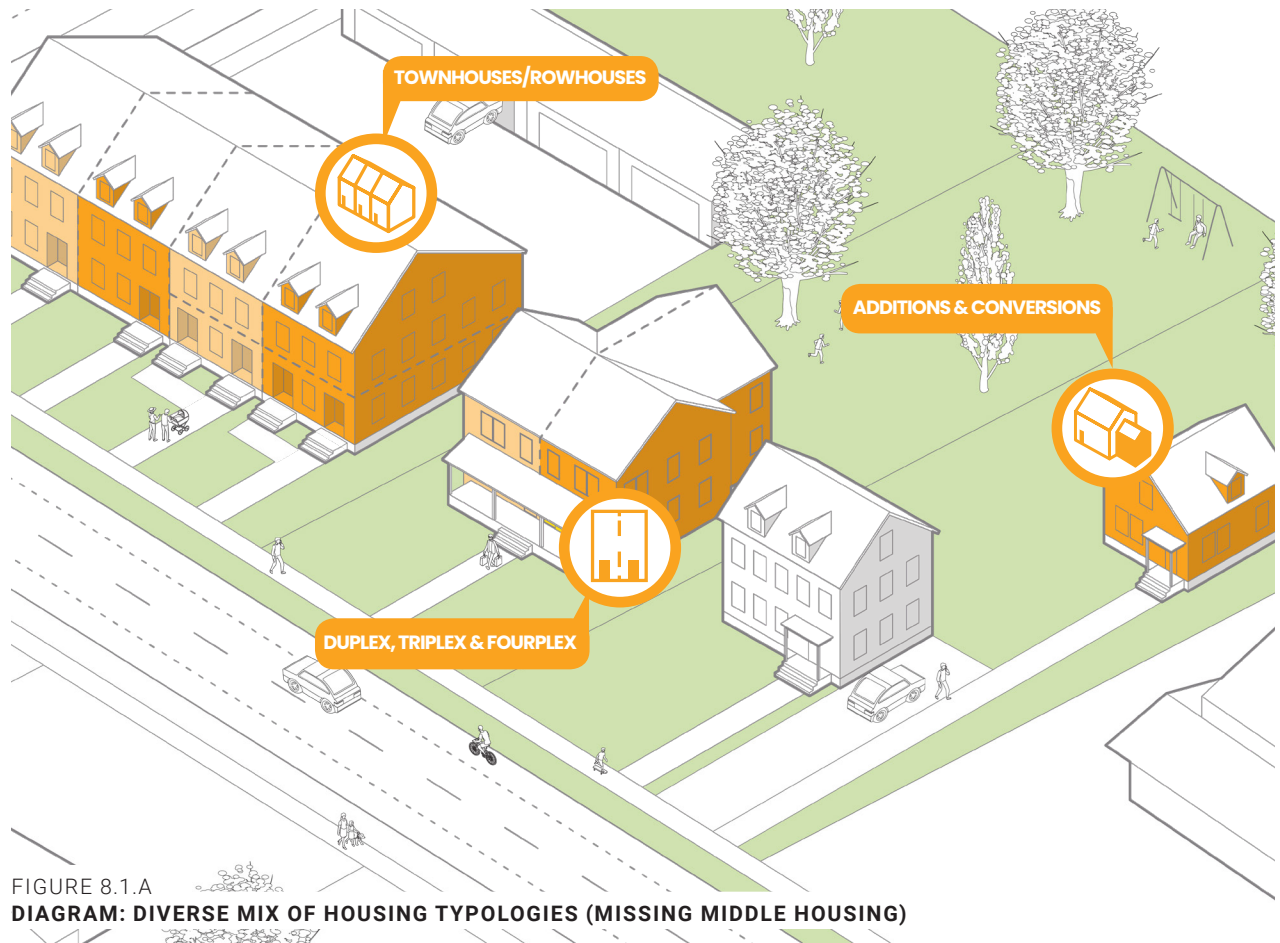 TOWNHOUSES/ROWHOUSES
ADDITIONS & CONVERSIONS
DUPLEX, TRIPLEX & FOURPLEX
FIGURE 8.1.A
DIAGRAM: DIVERSE MIX OF HOUSING TYPOLOGIES (MISSING MIDDLE HOUSING)